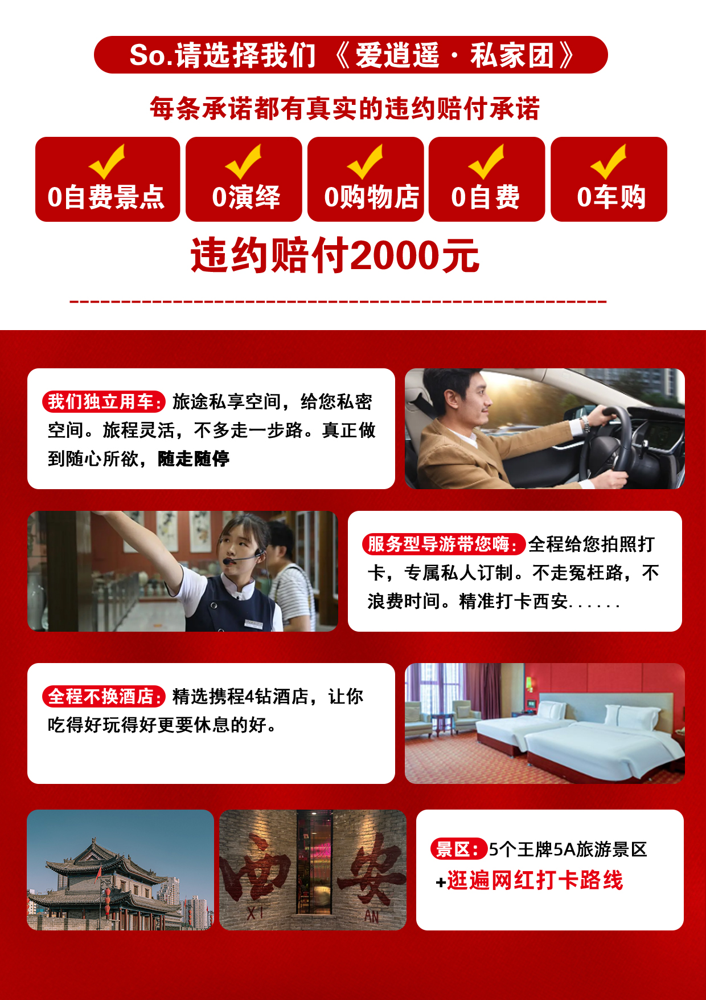 So.请选择我们《爱逍遥·私家团》
每条承诺都有真实的违约赔付承诺
0自费景点
0演绎
0购物店
0自费
0车购
违约赔付2000元
我们独立用车：旅途私享空间，给您私密
空间。旅程灵活，不多走一步路。真正做
到随心所欲，随走随停
服务型导游带您嗨：全程给您拍照打
卡，专属私人订制。不走冤枉路，不
浪费时间。精准打卡西安......
全程不换酒店：精选携程4钻酒店，让你
吃得好玩得好更要休息的好。
西安
XI AN
景区：5个王牌5A旅游景区
+逛遍网红打卡路线